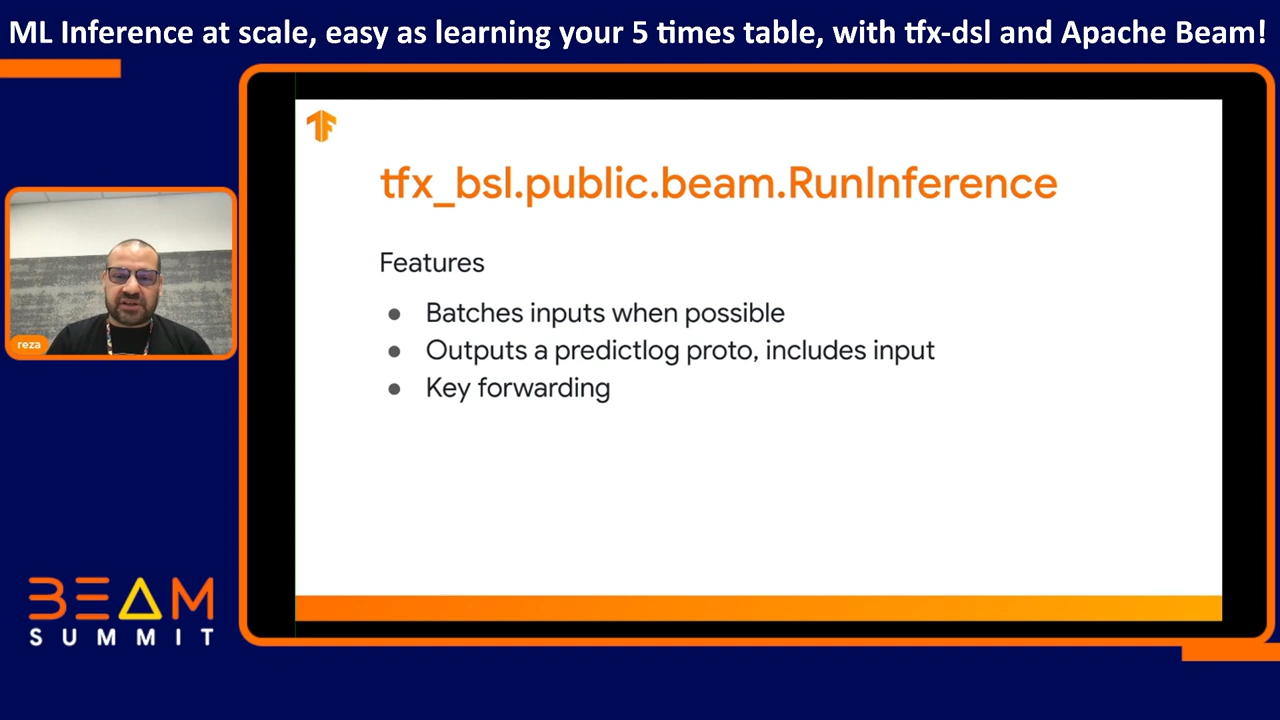 ML Inference at scale, easy as learning your 5 times table, with tfx-dsl and Apache Beam!
TF
tfx_bsl.public.beam.RunInference
Features
● Batches inputs when possible
● Outputs a predictlog proto, includes input
● Key forwarding
reza
BEAM
SUMMIT